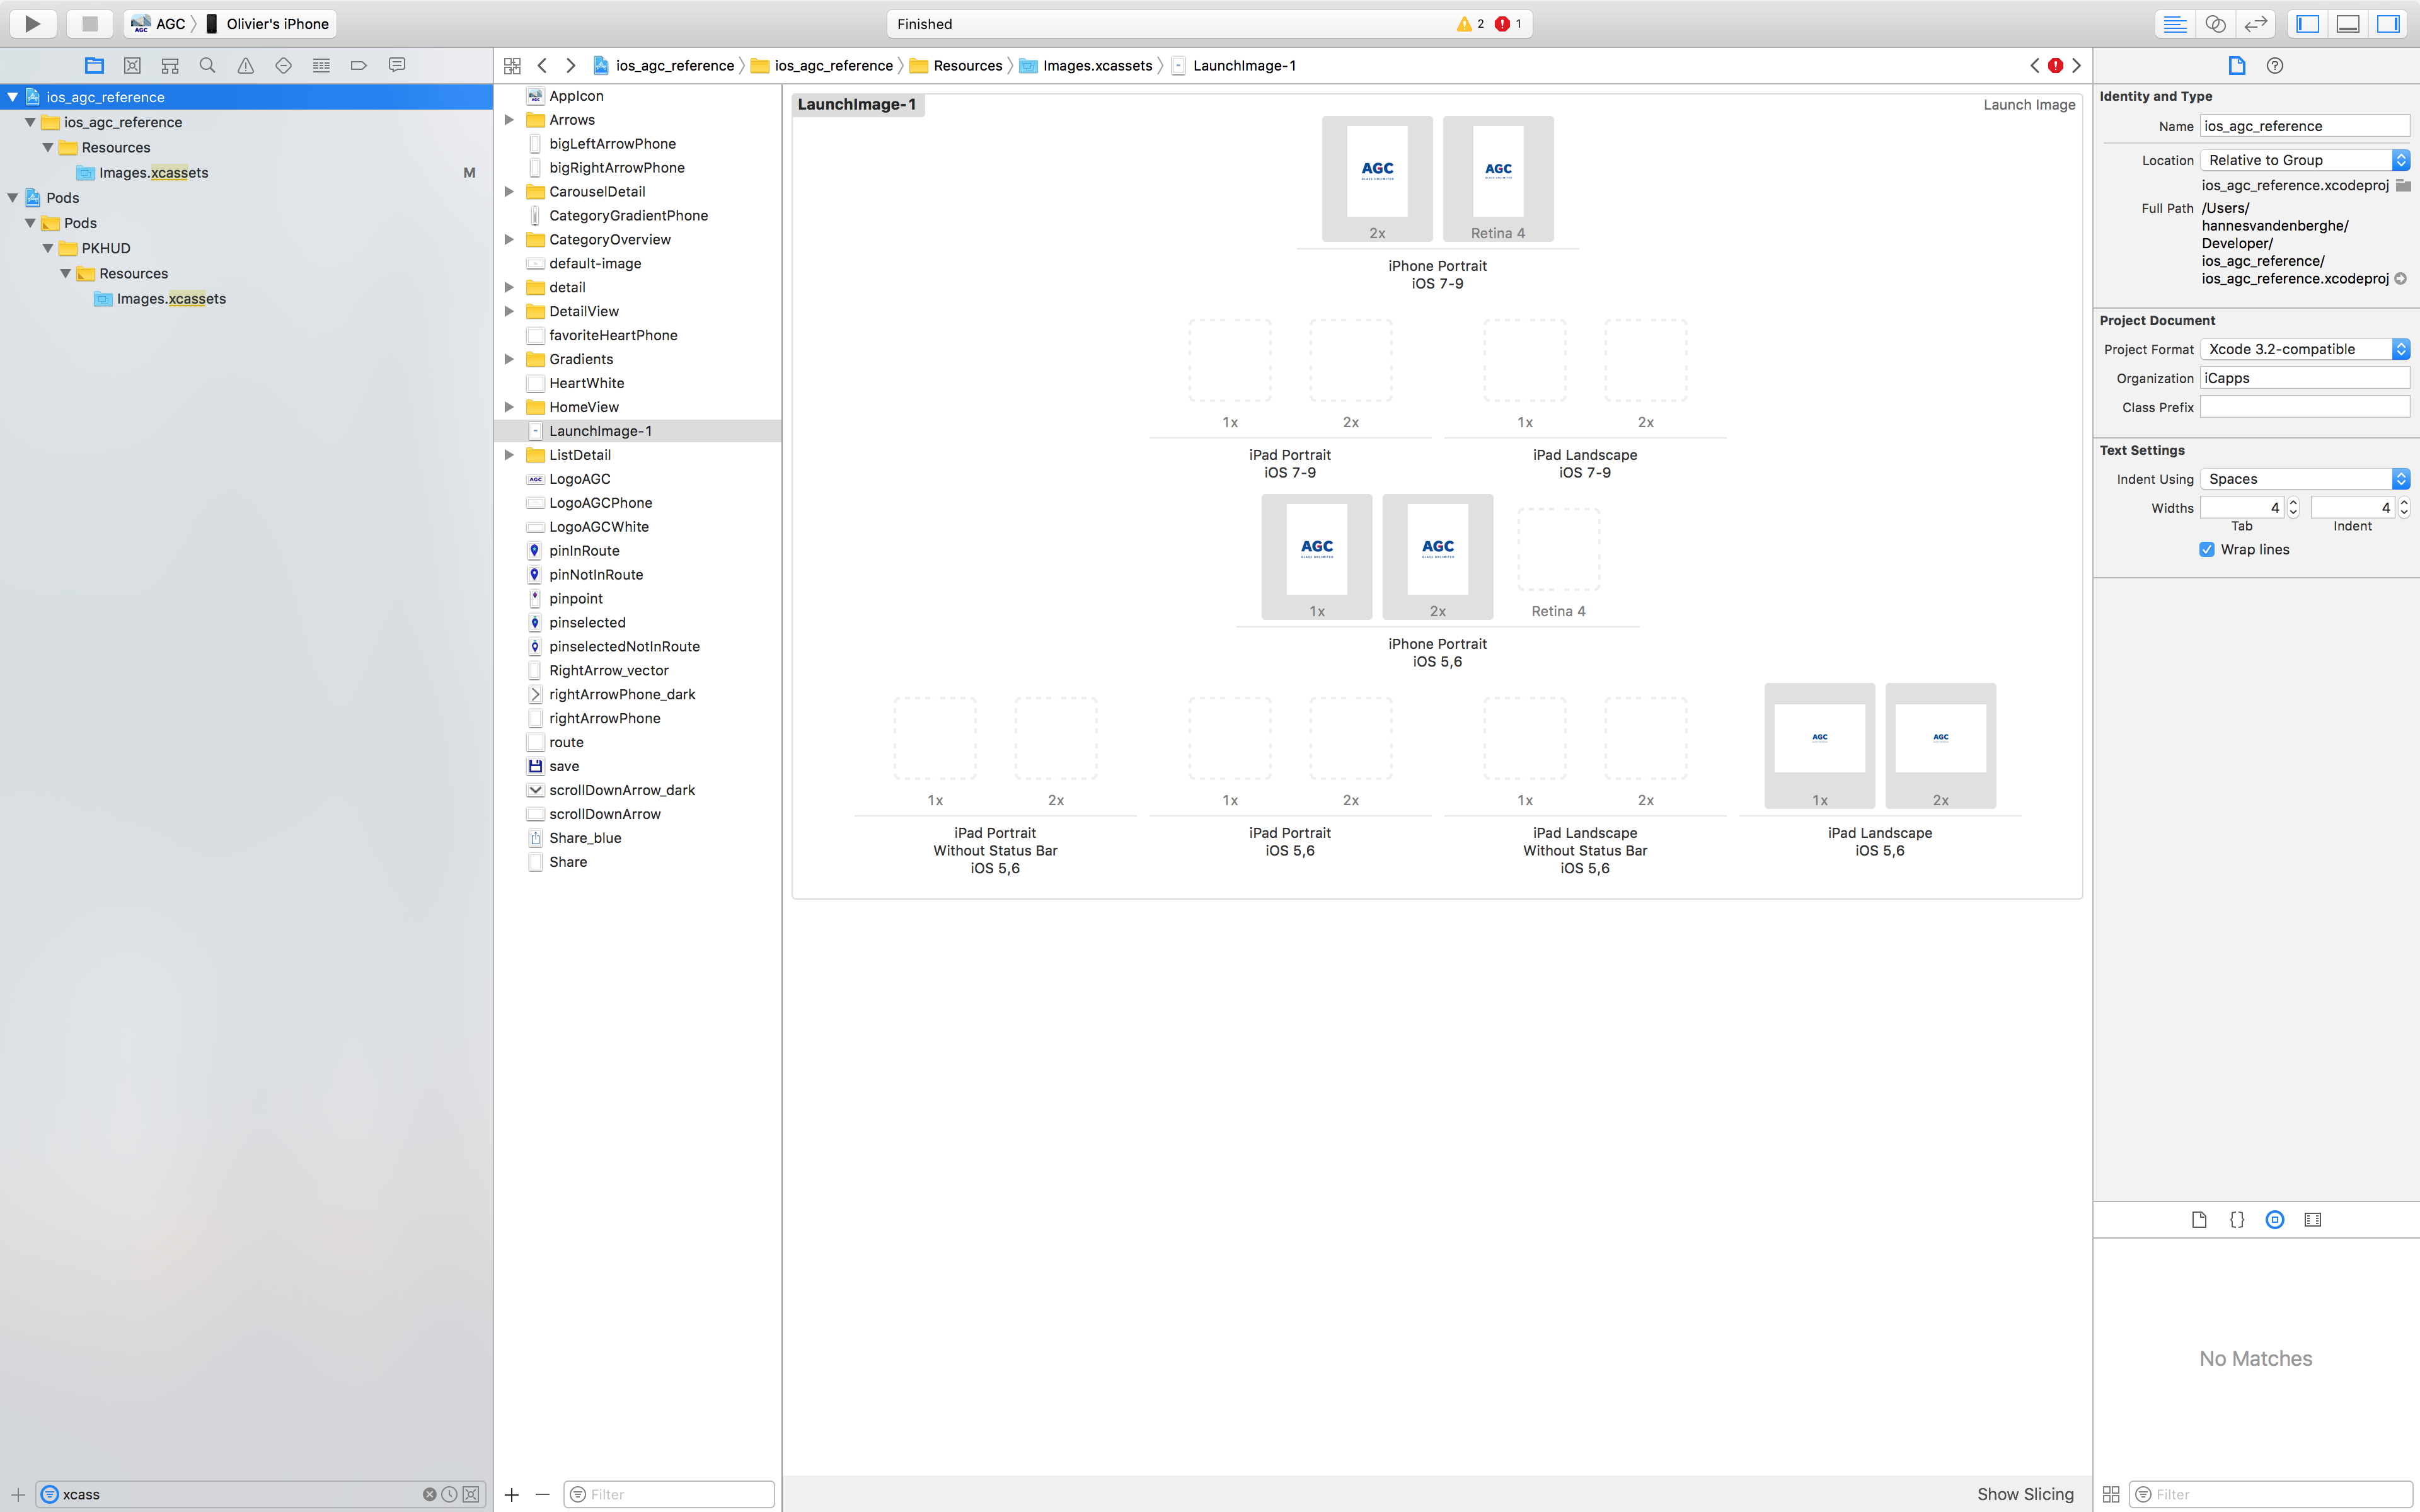 AGC Olivier's iPhone
Finished 2 1
ios_agc_reference ios_agc_reference Resources Images.xcassets LaunchImage-1
ios_agc_reference
ios_agc_reference
Resources
Images.xcassets M
Pods
Pods
PKHUD
Resources
Images.xcassets
xcass
AppIcon
Arrows
bigLeftArrowPhone
bigRightArrowPhone
CarouselDetail
CategoryGradientPhone
CategoryOverview
default-image
detail
DetailView
favoriteHeartPhone
Gradients
HeartWhite
HomeView
LaunchImage-1
ListDetail
LogoAGC
LogoAGCPhone
LogoAGCWhite
pinInRoute
pinNotInRoute
pinpoint
pinselected
pinselectedNotInRoute
RightArrow_vector
rightArrowPhone_dark
rightArrowPhone
route
save
scrollDownArrow_dark
scrollDownArrow
Share_blue
Share
Filter
LaunchImage-1 Launch Image
AGC AGC
GLASS UNLIMITED
2x Retina 4
iPhone Portrait
iOS 7-9
1x 2x 1x 2x
iPad Portrait iPad Landscape
iOS 7-9 iOS 7-9
AGC AGC
GLASS UNLIMITED GLASS UNLIMITED
1x 2x Retina 4
iPhone Portrait
iOS 5,6
AGC AGC
1x 2x 1x 2x 1x 2x 1x 2x
iPad Portrait iPad Portrait iPad Landscape iPad Landscape
Without Status Bar iOS 5,6 Without Status Bar iOS 5,6
iOS 5,6 iOS 5,6
Show Slicing
Identity and Type
Name ios_agc_reference
Location Relative to Group
ios_agc_reference.xcodeproj
Full Path /Users/
hannesvandenberghe/
Developer/
ios_agc_reference/
ios_agc_reference.xcodeproj
Project Document
Project Format Xcode 3.2-compatible
Organization iCapps
Class Prefix
Text Settings
Indent Using Spaces
Widths 4 4
Tab Indent
Wrap lines
No Matches
Filter